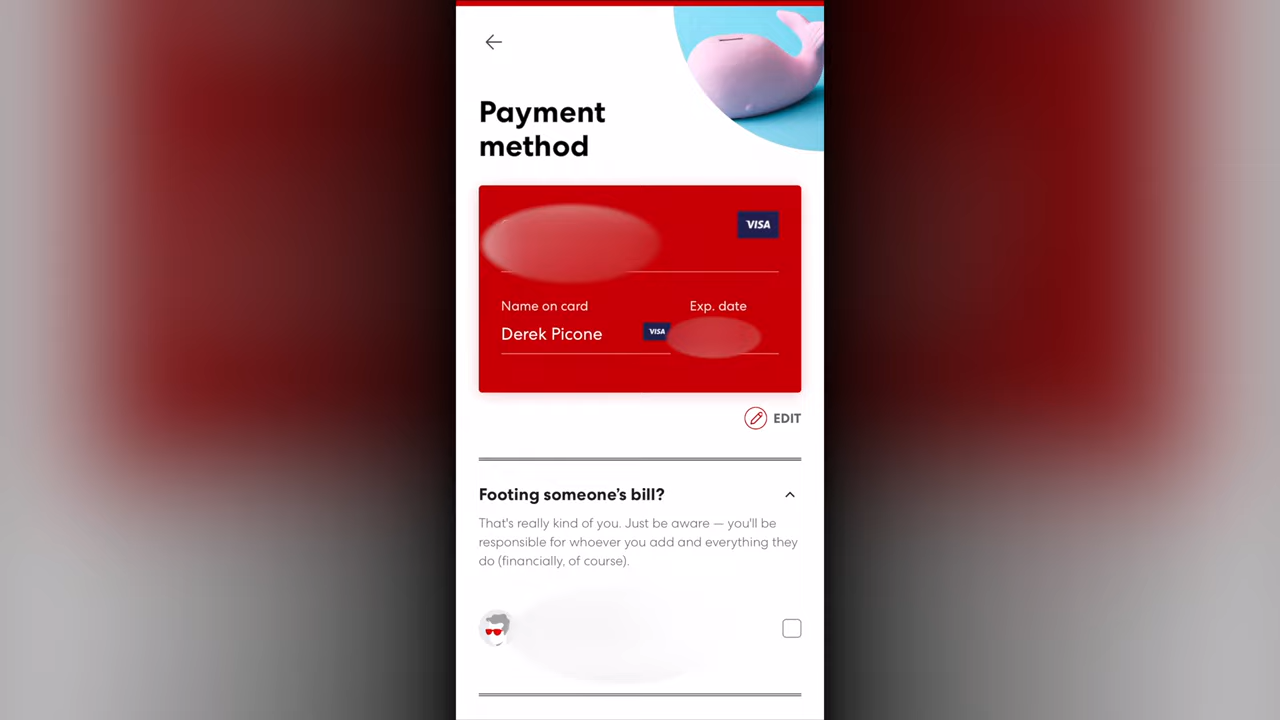 Payment
method
VISA
Name on card
Exp. date
Derek Picone
VISA
EDIT
Footing someone's bill?
That's really kind of you. Just be aware — you'll be
responsible for whoever you add and everything they
do (financially, of course).